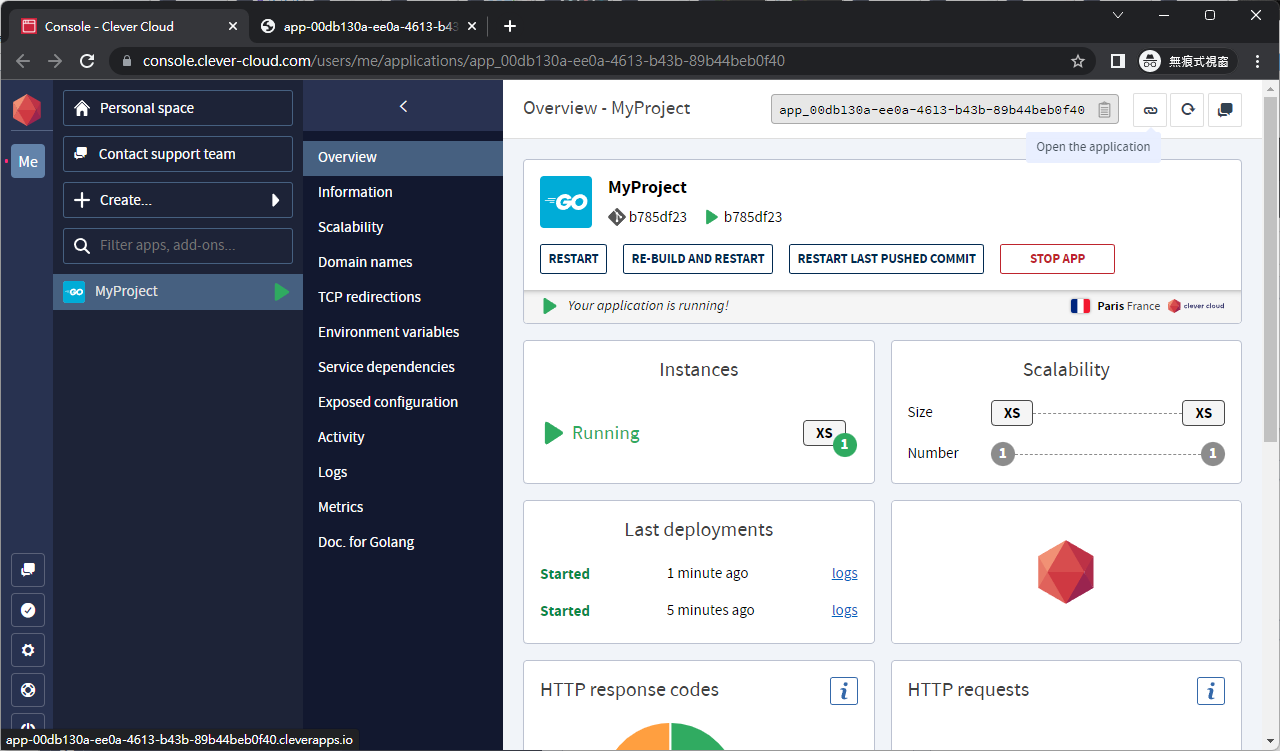 Console - Clever Cloud
app-00db130a-ee0a-4613-b43
console.clever-cloud.com/users/me/applications/app_00db130a-ee0a-4613-b43b-89b44beb0f40
無痕式視窗
Me
Personal space
Contact support team
Create...
Filter apps, add-ons...
GO
MyProject
Overview
Information
Scalability
Domain names
TCP redirections
Environment variables
Service dependencies
Exposed configuration
Activity
Logs
Metrics
Doc. for Golang
Overview - MyProject
app_00db130a-ee0a-4613-b43b-89b44beb0f40
Open the application
GO
MyProject
b785df23 b785df23
RESTART RE-BUILD AND RESTART RESTART LAST PUSHED COMMIT STOP APP
Your application is running! Paris France clever cloud
Instances
Running XS 1
Scalability
Size XS XS
Number 1 1
Last deployments
Started 1 minute ago logs
Started 5 minutes ago logs
HTTP response codes i
HTTP requests i
app-00db130a-ee0a-4613-b43b-89b44beb0f40.cleverapps.io